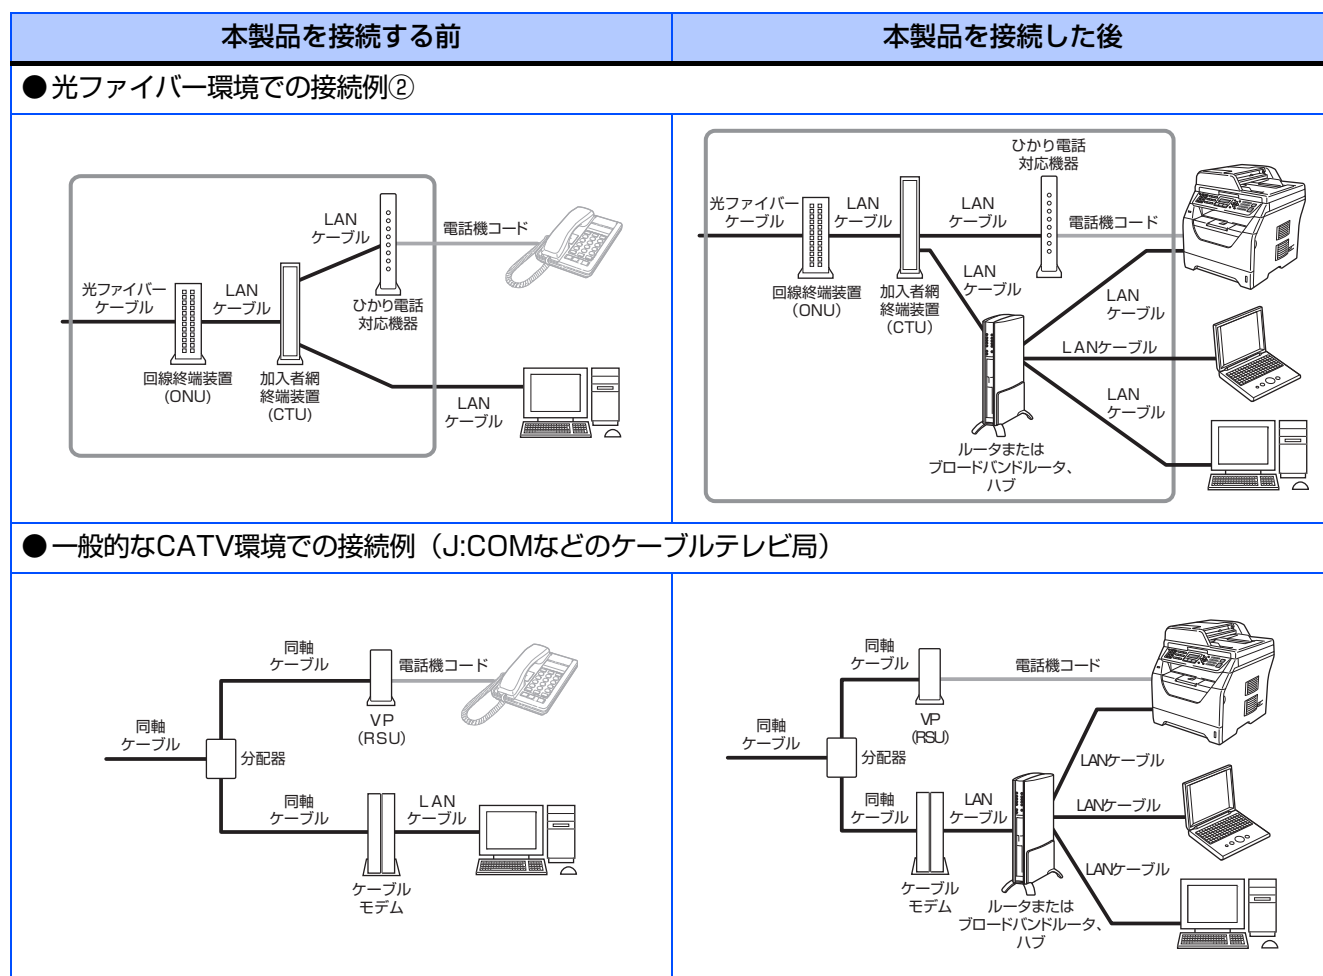 本製品を接続する前
本製品を接続した後
●光ファイバー環境での接続例②
光ファイバー
ケーブル
回線終端装置
(ONU)
LAN
ケーブル
加入者網
終端装置
(CTU)
LAN
ケーブル
ひかり電話
対応機器
電話機コード
LAN
ケーブル
光ファイバー
ケーブル
回線終端装置
(ONU)
LAN
ケーブル
加入者網
終端装置
(CTU)
LAN
ケーブル
ひかり電話
対応機器
電話機コード
LAN
ケーブル
ルータまたは
ブロードバンドルータ、
ハブ
LAN
ケーブル
LANケーブル
LAN
ケーブル
●一般的なCATV環境での接続例（J:COMなどのケーブルテレビ局）
同軸
ケーブル
分配器
同軸
ケーブル
VP
(RSU)
電話機コード
同軸
ケーブル
ケーブル
モデム
LAN
ケーブル
同軸
ケーブル
分配器
同軸
ケーブル
VP
(RSU)
電話機コード
同軸
ケーブル
ケーブル
モデム
LAN
ケーブル
ルータまたは
ブロードバンドルータ、
ハブ
LANケーブル
LANケーブル
LANケーブル